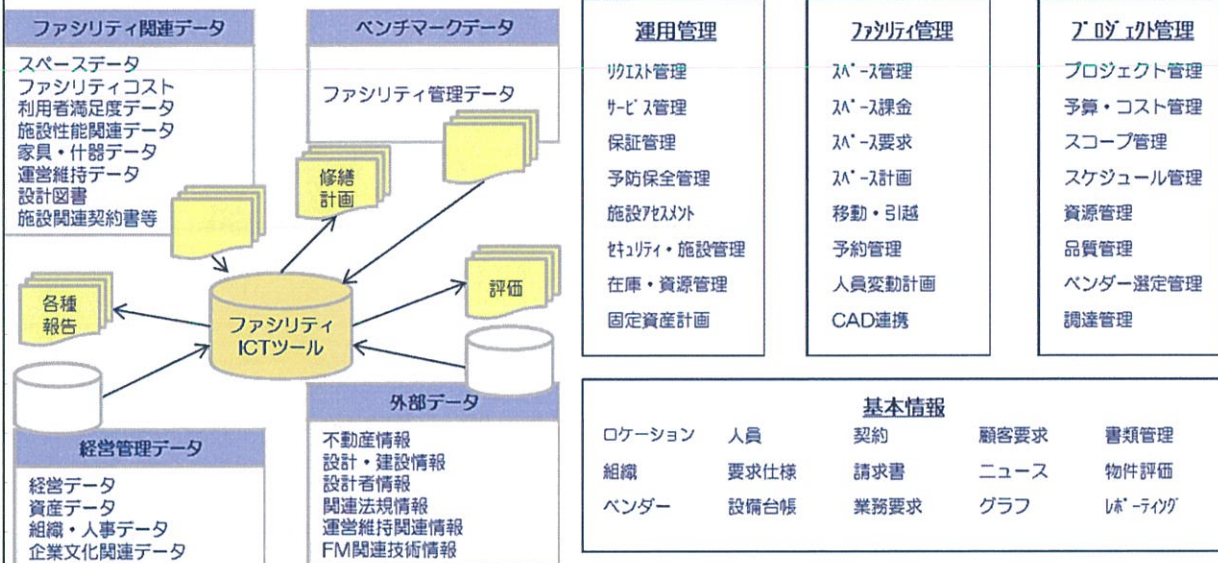 ファシリティ関連データ
スペースデータ
ファシリティコスト
利用者満足度データ
施設性能関連データ
家具・什器データ
運営維持データ
設計図書
施設関連契約書等
ベンチマークデータ
ファシリティ管理データ
修繕
計画
各種
報告
評価
ファシリティ
ICTツール
経営管理データ
経営データ
資産データ
組織・人事データ
企業文化関連データ
外部データ
不動産情報
設計・建設情報
設計者情報
関連法規情報
運営維持関連情報
FM関連技術情報
運用管理
リクエスト管理
サービス管理
保証管理
予防保全管理
施設アセスメント
セキュリティ・施設管理
在庫・資源管理
固定資産計画
ファシリティ管理
スペース管理
スペース課金
スペース要求
スペース計画
移動・引越
予約管理
人員変動計画
CAD連携
プロジェクト管理
プロジェクト管理
予算・コスト管理
スコープ管理
スケジュール管理
資源管理
品質管理
ベンダー選定管理
調達管理
基本情報
ロケーション 人員 契約 顧客要求 書類管理
組織 要求仕様 請求書 ニュース 物件評価
ベンダー 設備台帳 業務要求 グラフ レポーティング